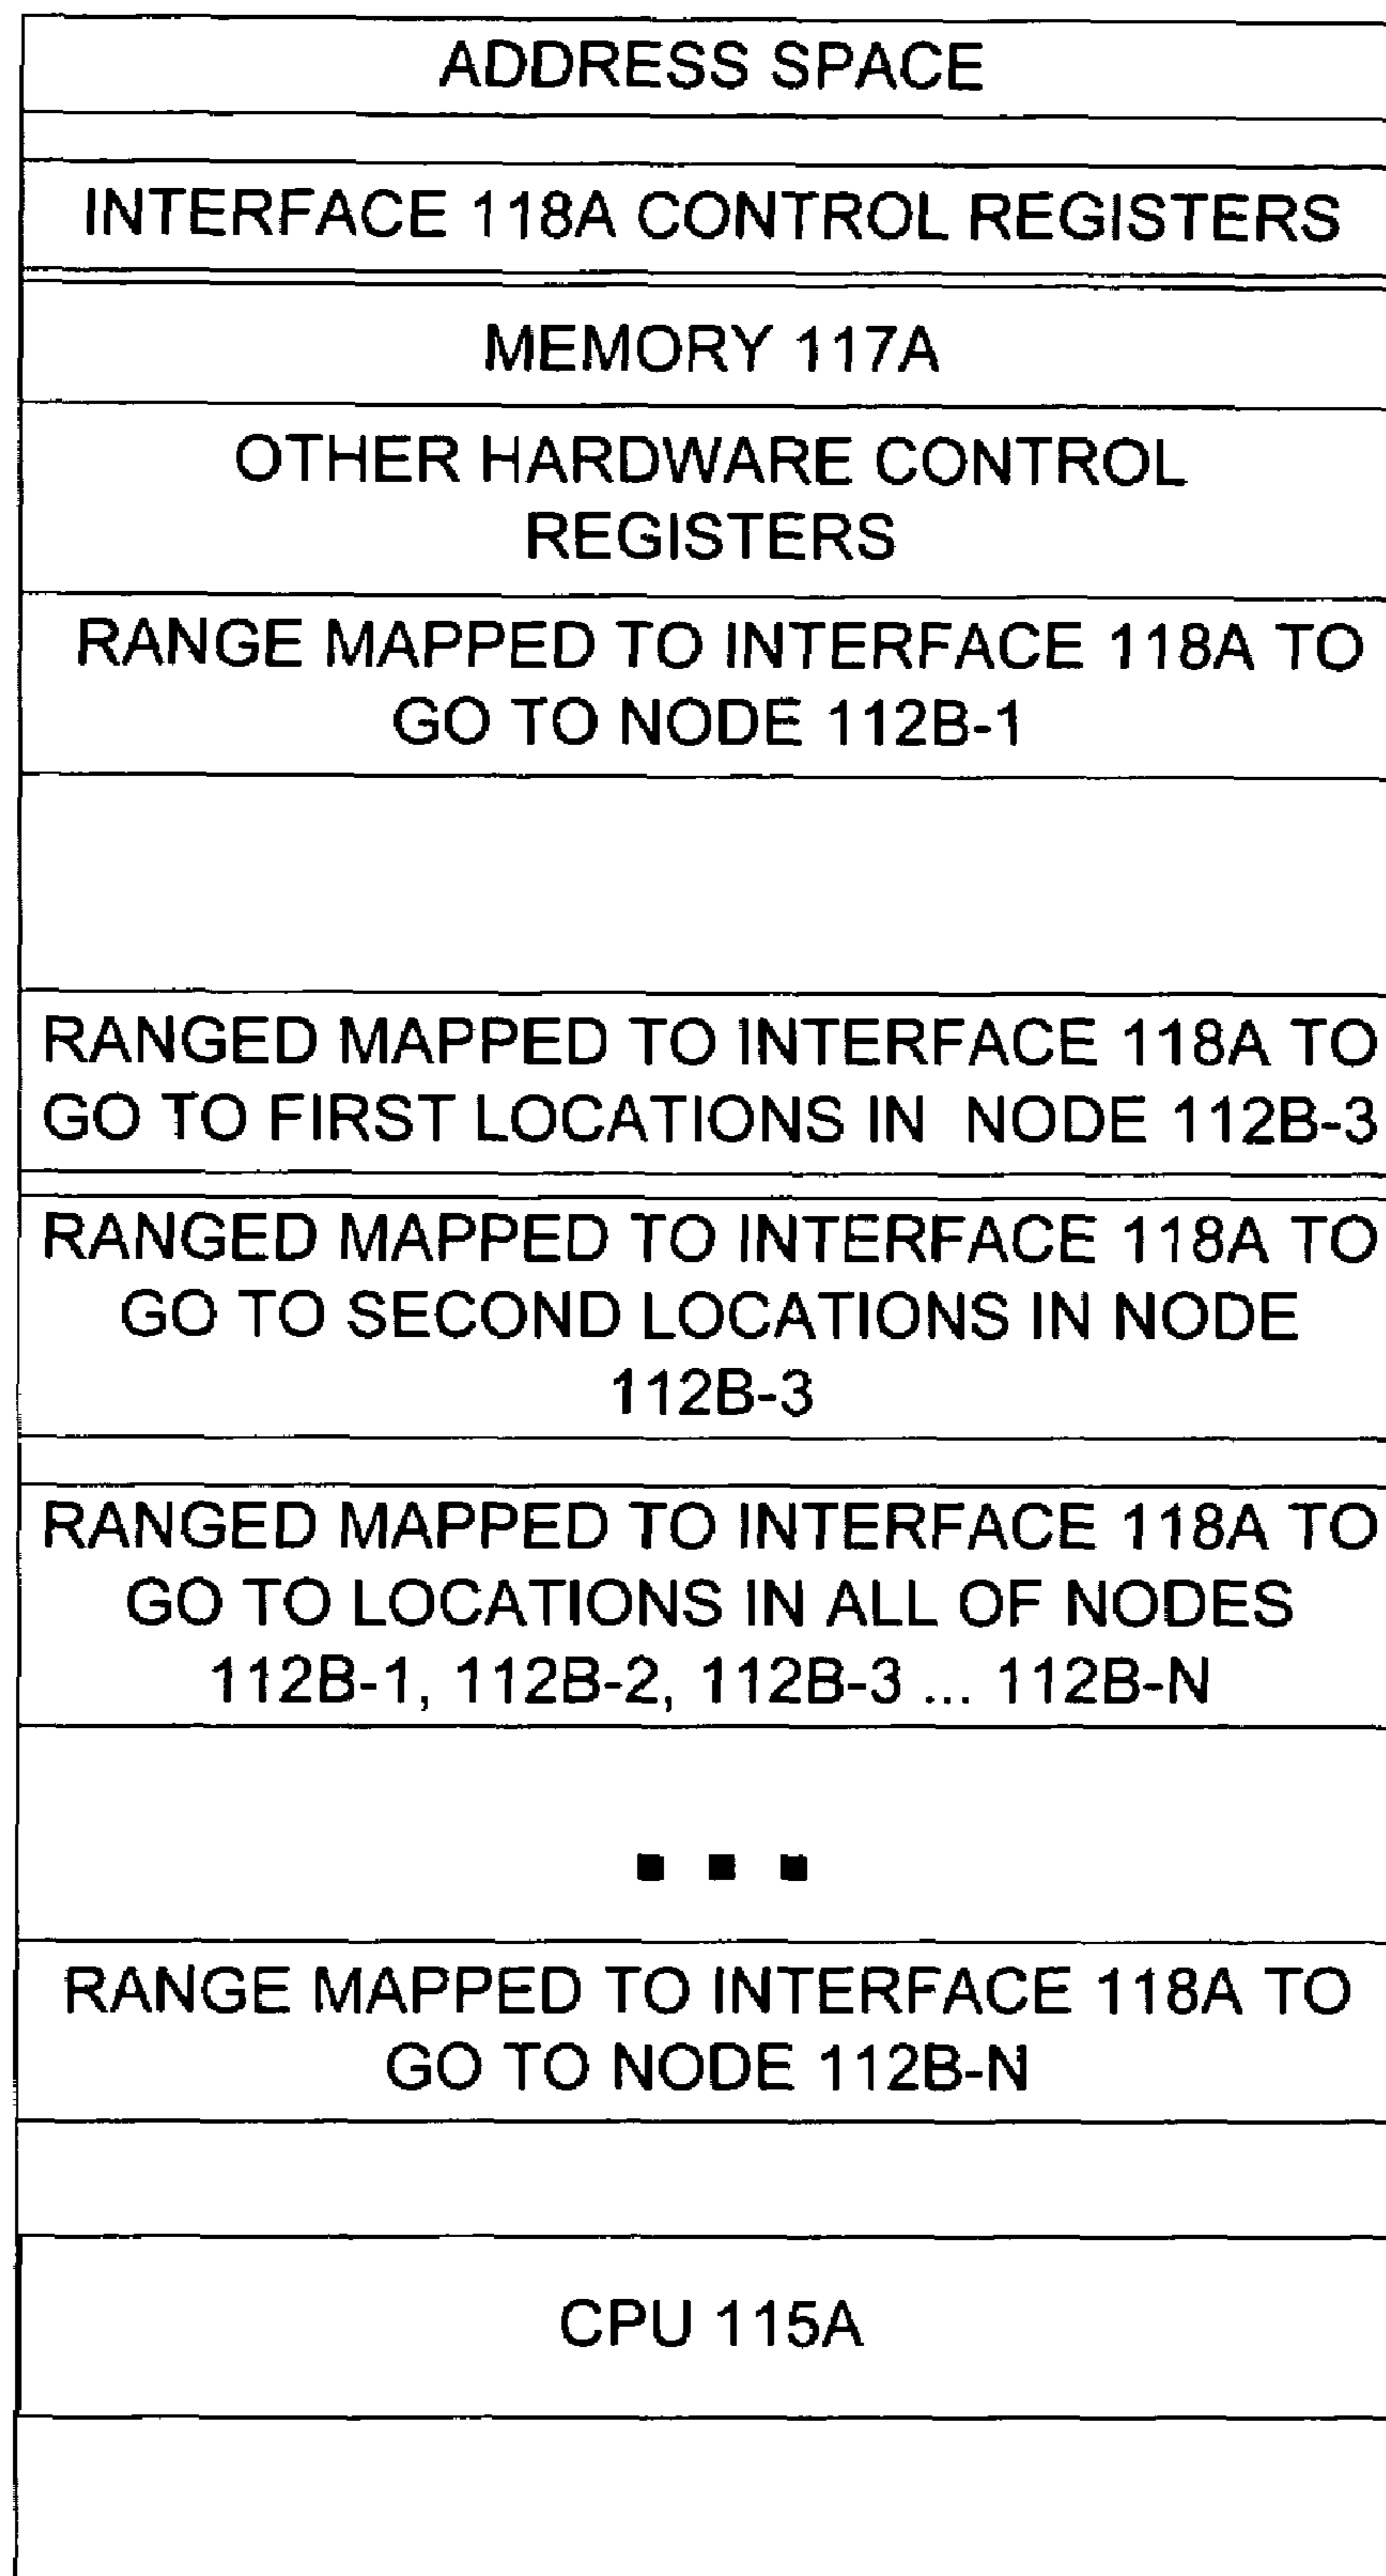 ADDRESS SPACE
INTERFACE 118A CONTROL REGISTERS
MEMORY 117A
OTHER HARDWARE CONTROL
REGISTERS
RANGE MAPPED TO INTERFACE 118A TO
GO TO NODE 112B-1
RANGED MAPPED TO INTERFACE 118A TO
GO TO FIRST LOCATIONS IN NODE 112B-3
RANGED MAPPED TO INTERFACE 118A TO
GO TO SECOND LOCATIONS IN NODE
112B-3
RANGED MAPPED TO INTERFACE 118A TO
GO TO LOCATIONS IN ALL OF NODES
112B-1, 112B-2, 112B-3 ... 112B-N
RANGE MAPPED TO INTERFACE 118A TO
GO TO NODE 112B-N
CPU 115A